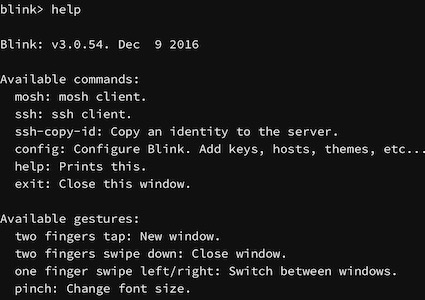 blink> help
Blink: v3.0.54. Dec  9 2016
Available commands:
mosh: mosh client.
ssh: ssh client.
ssh-copy-id: Copy an identity to the server.
config: Configure Blink. Add keys, hosts, themes, etc...
help: Prints this.
exit: Close this window.
Available gestures:
two fingers tap: New window.
two fingers swipe down: Close window.
one finger swipe left/right: Switch between windows.
pinch: Change font size.